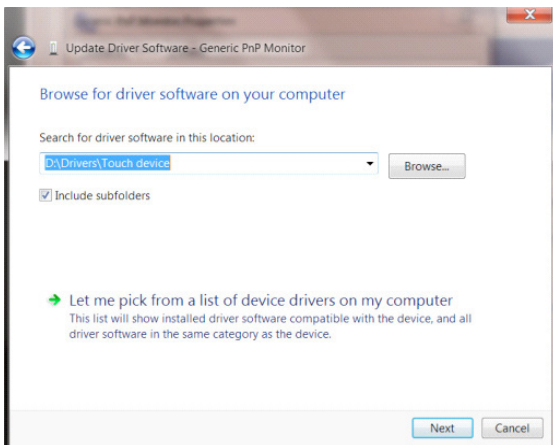 Update Driver Software - Generic PnP Monitor
Browse for driver software on your computer
Search for driver software in this location:
D:\Drivers\Touch device
Browse...
Include subfolders
Let me pick from a list of device drivers on my computer
This list will show installed driver software compatible with the device, and all
driver software in the same category as the device.
Next
Cancel